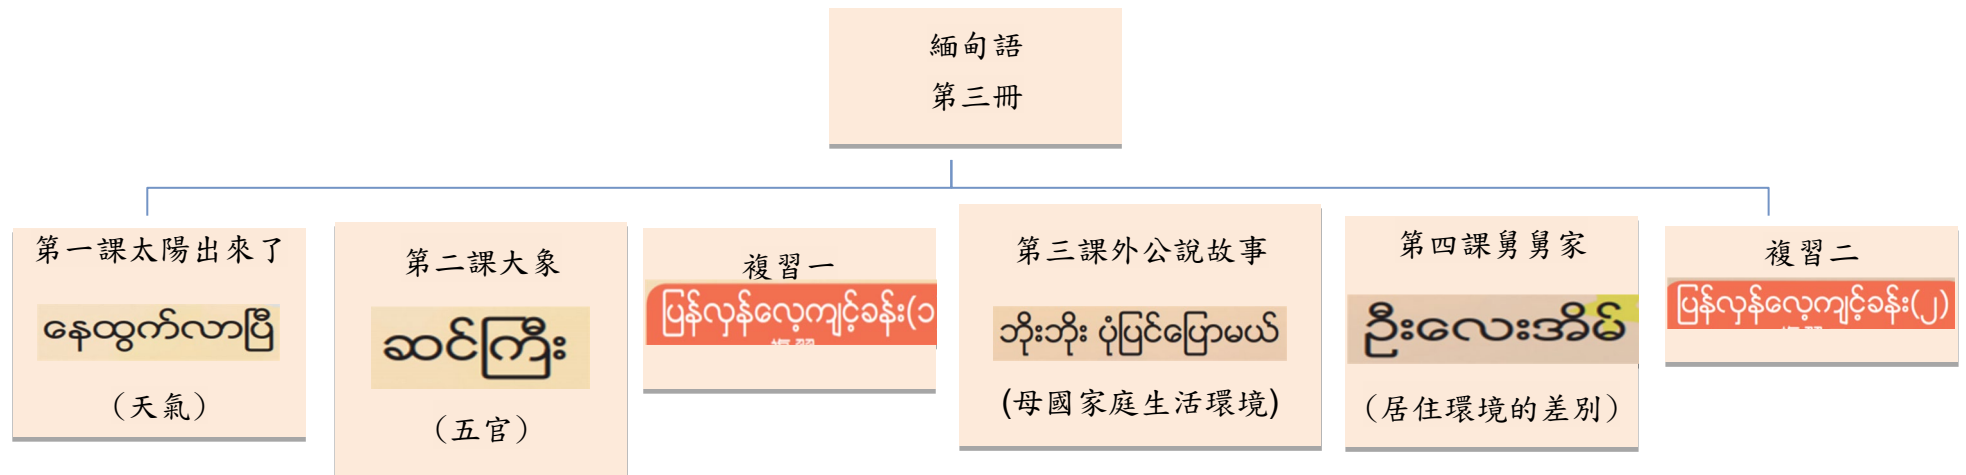 緬甸語
第三冊
第一課太陽出來了
နေထွက်လာပြီ
（天氣）
第二課大象
ဆင်ကြီး
（五官）
複習一
ပြန်လှန်လေ့ကျင့်ခန်း(၁
第三課外公說故事
ဘိုးဘိုး ပုံပြင်ပြောမယ်
(母國家庭生活環境)
第四課舅舅家
ဦးလေးအိမ်
（居住環境的差別）
複習二
ပြန်လှန်လေ့ကျင့်ခန်း(၂)